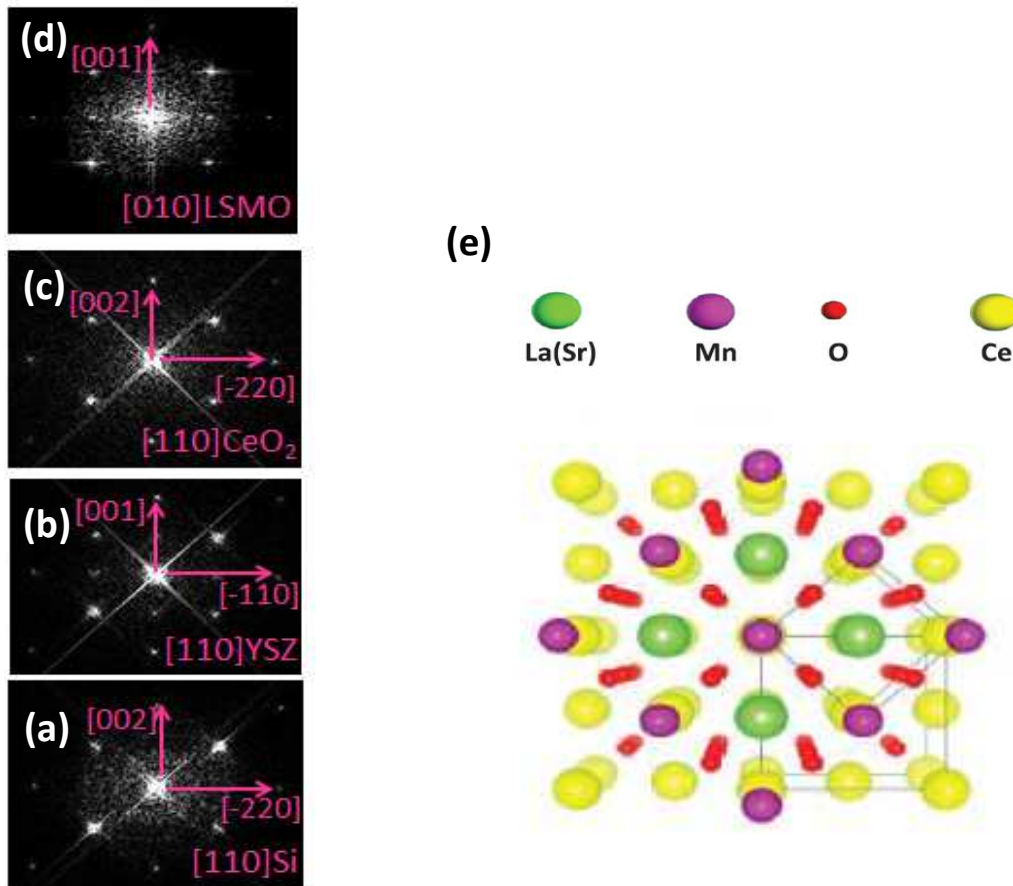 (d)
[001]
[010]LSMO
(c)
[002]
[-220]
[110]CeO₂
(b)
[001]
[-110]
[110]YSZ
(a)
[002]
[-220]
[110]Si
(e)
La(Sr) Mn O Ce